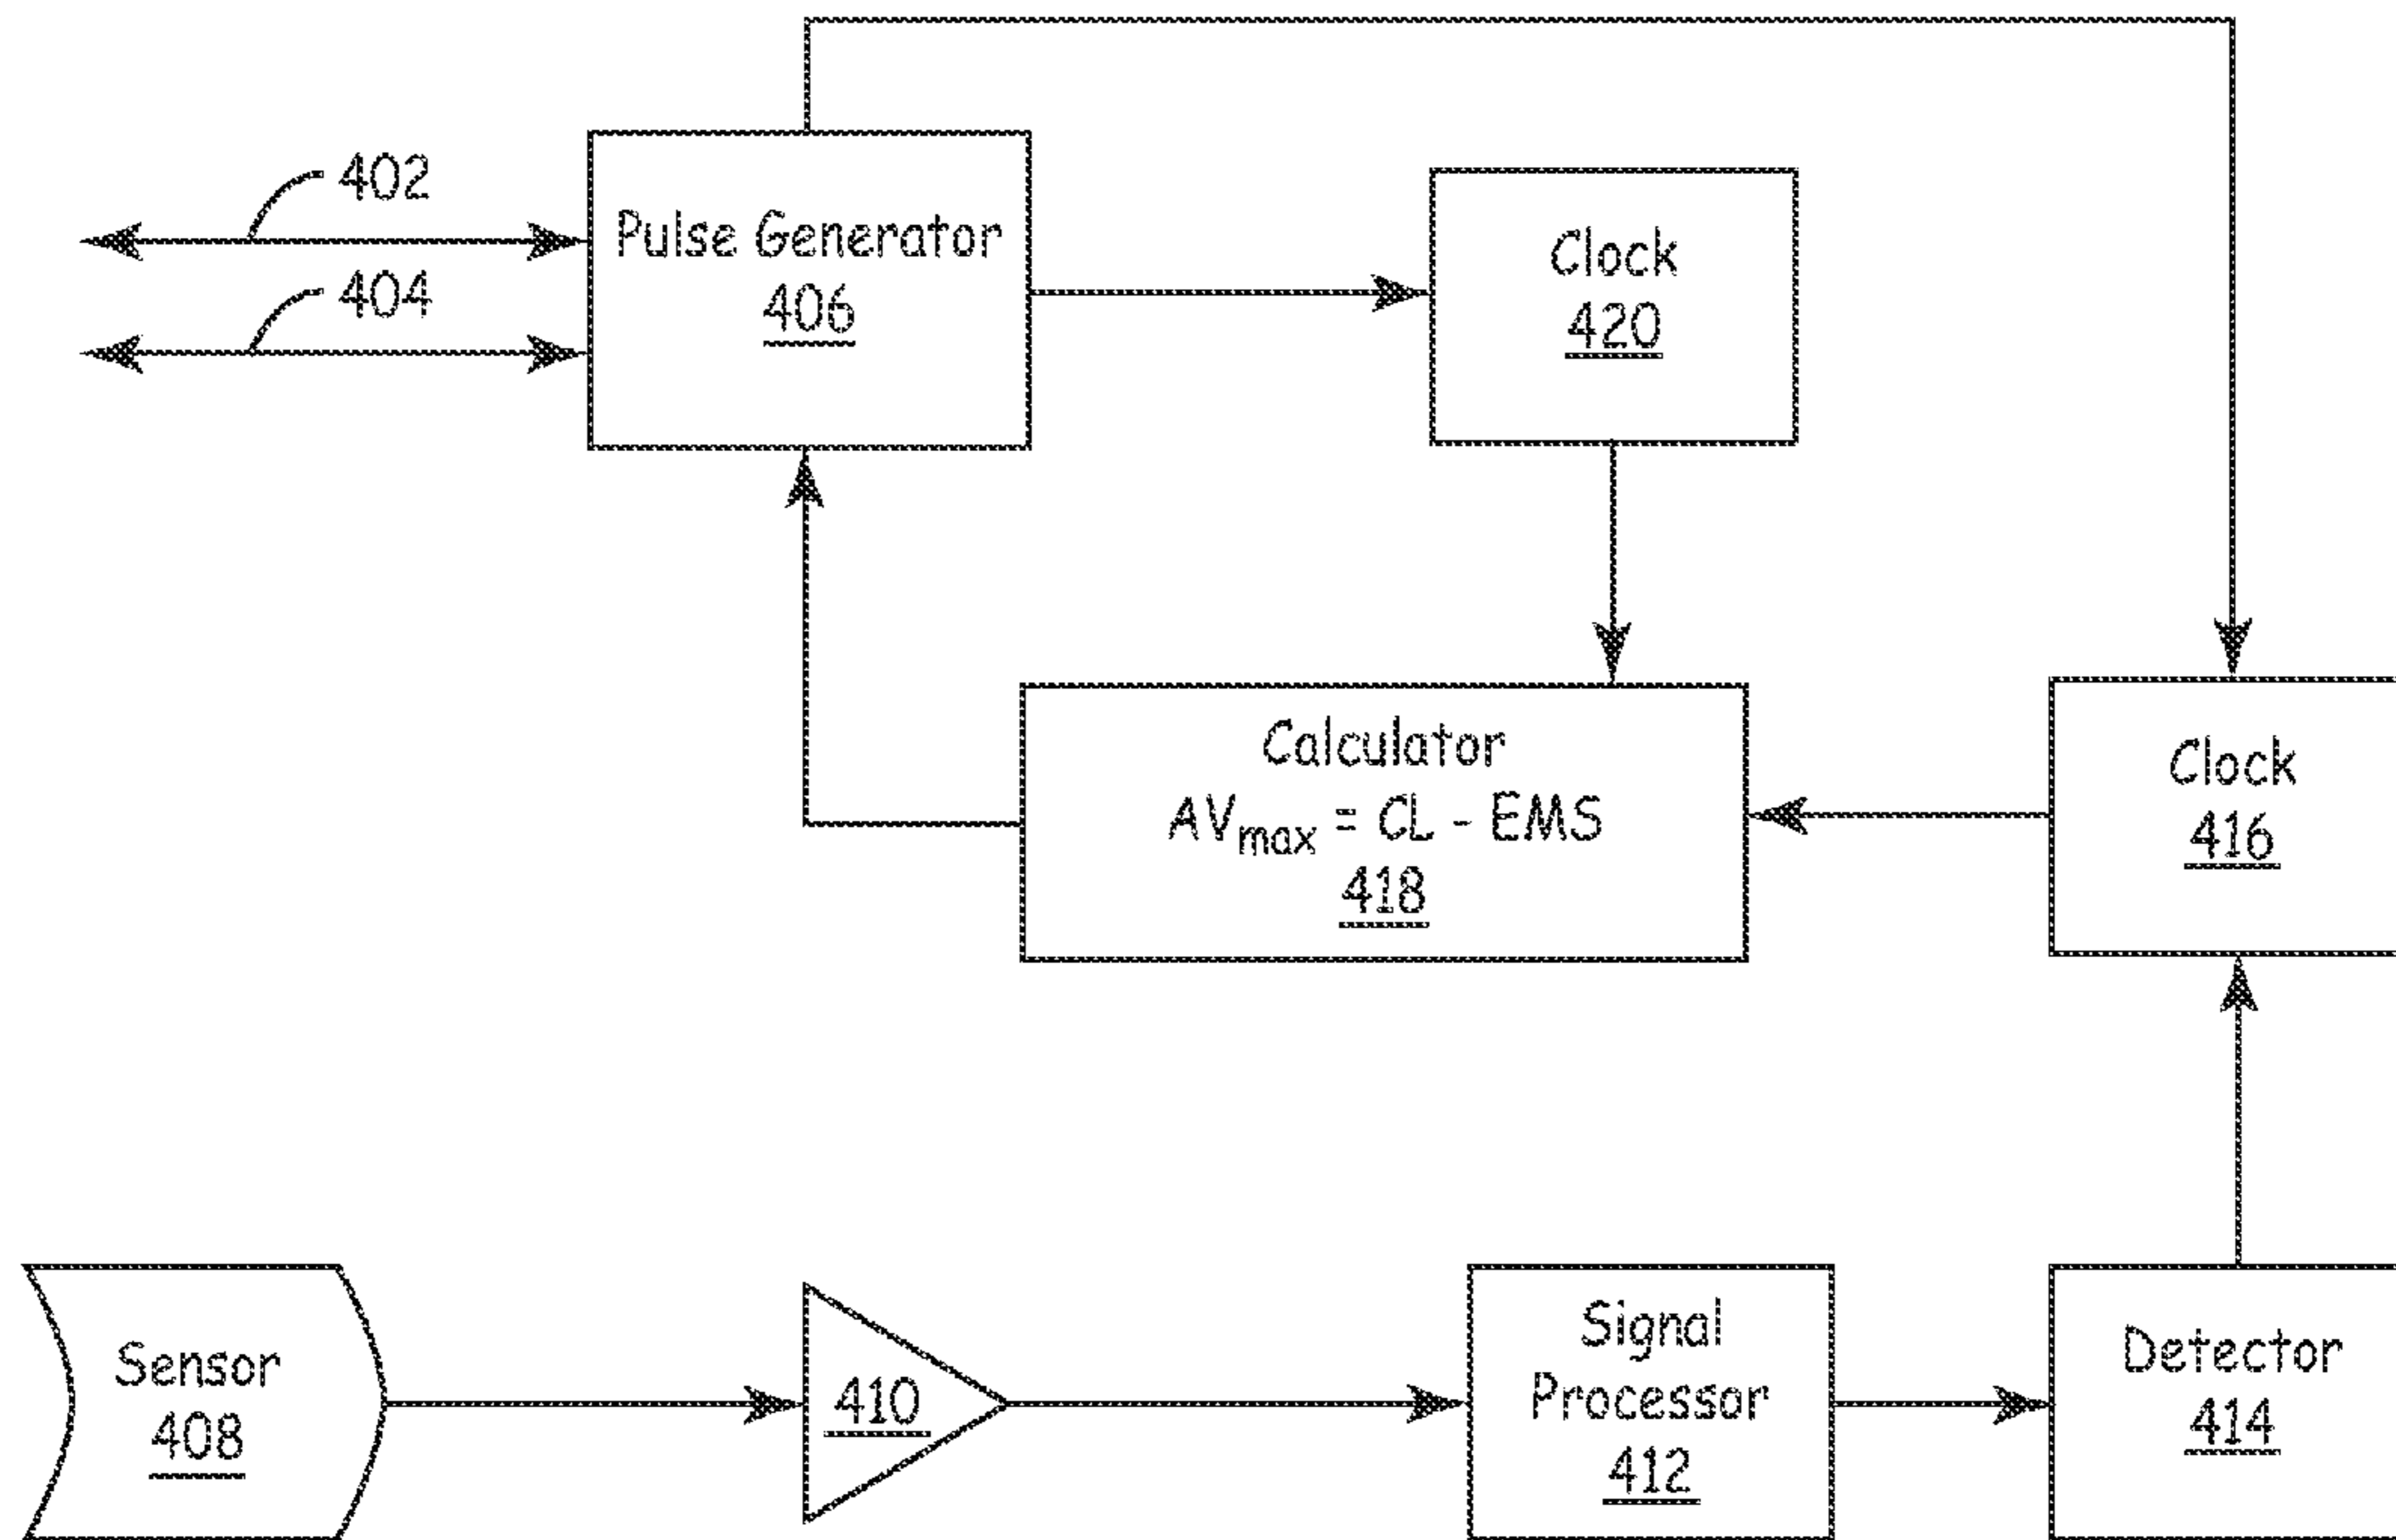 402
404
Pulse Generator
406
Clock
420
Calculator
AVmax = CL - EMS
418
Clock
416
Sensor
408
410
Signal
Processor
412
Detector
414